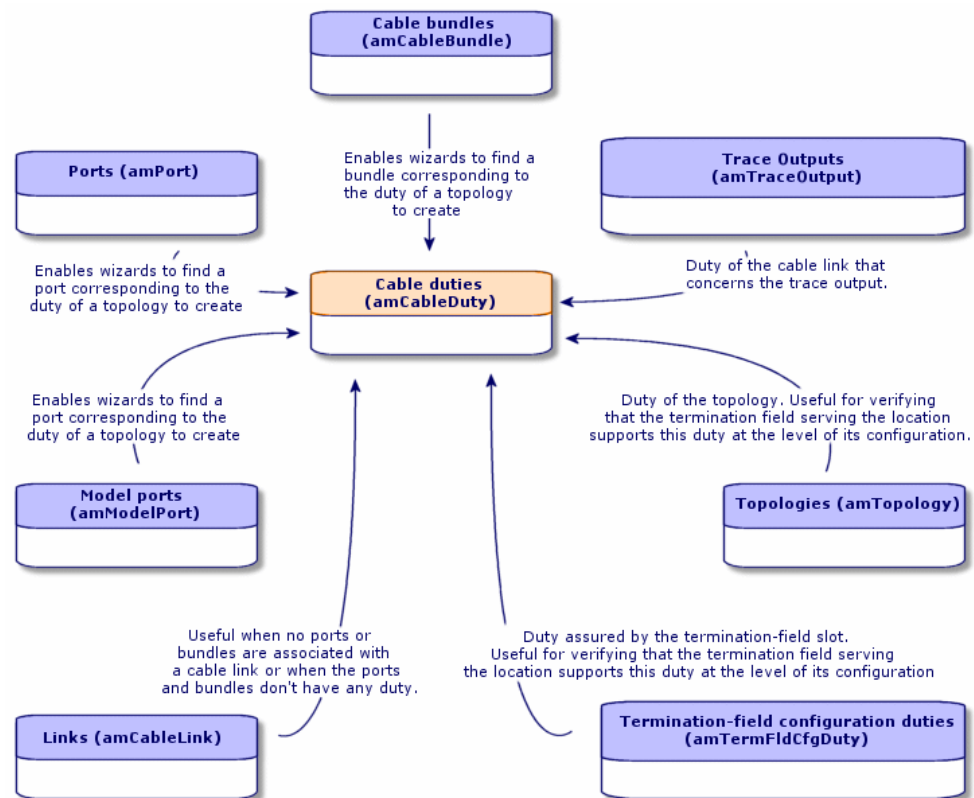 Cable bundles
(amCableBundle)
Enables wizards to find a
bundle corresponding to
the duty of a topology
to create
Ports (amPort)
Trace Outputs
(amTraceOutput)
Enables wizards to find a
port corresponding to the
duty of a topology to create
Cable duties
(amCableDuty)
Duty of the cable link that
concerns the trace output.
Enables wizards to find a
port corresponding to the
duty of a topology to create
Duty of the topology. Useful for verifying
that the termination field serving the location
supports this duty at the level of its configuration.
Model ports
(amModelPort)
Topologies (amTopology)
Useful when no ports or
bundles are associated with
a cable link or when the ports
and bundles don't have any duty.
Duty assured by the termination-field slot.
Useful for verifying that the termination field serving
the location supports this duty at the level of its configuration
Links (amCableLink)
Termination-field configuration duties
(amTermFldCfgDuty)